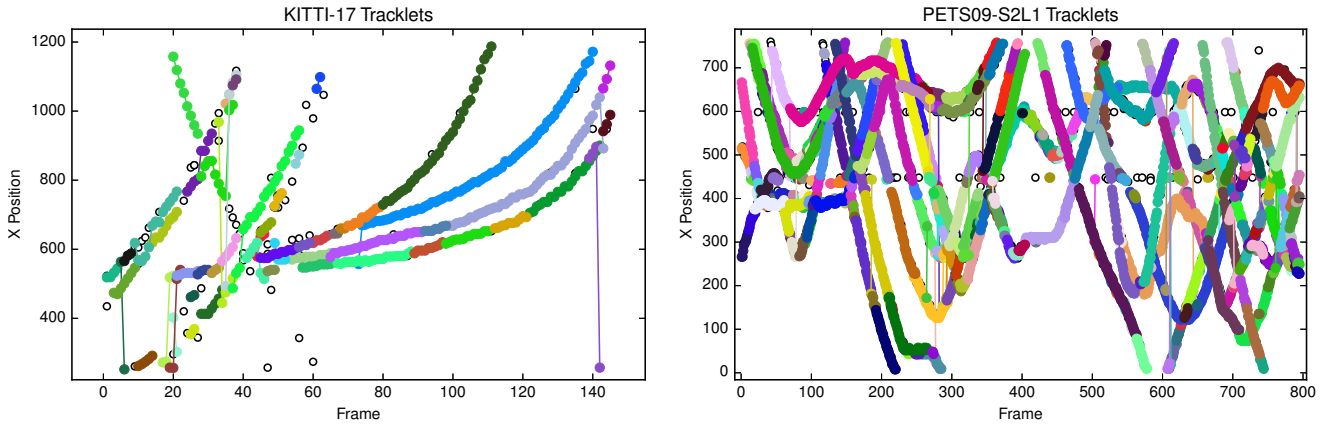 KITTI-17 Tracklets
1200
1000
800
600
400
X Position
0 20 40 60 80 100 120 140
Frame
PETS09-S2L1 Tracklets
700
600
500
400
300
200
100
0
X Position
0 100 200 300 400 500 600 700 800
Frame